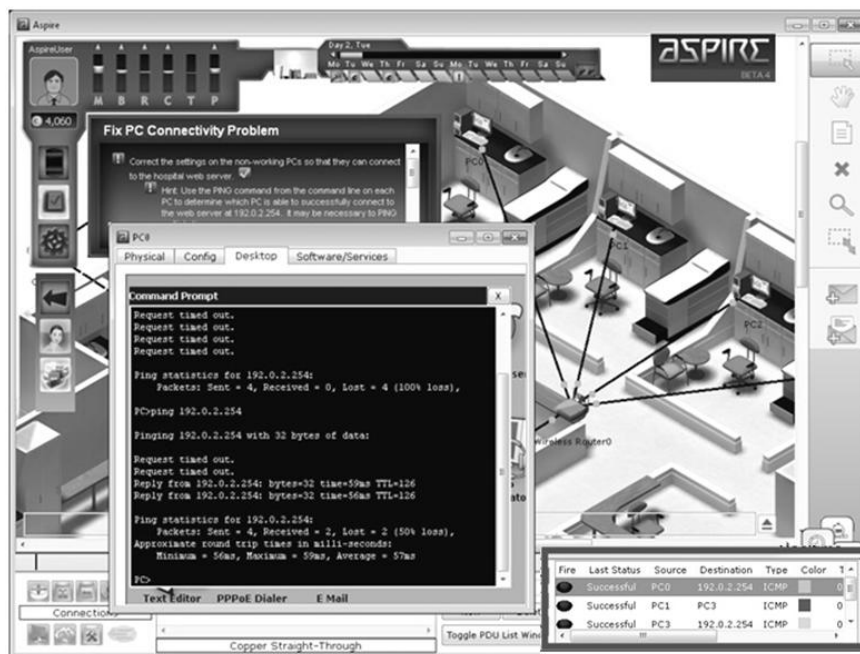 Aspire
AspireUser
M B R C T P
4,060
Day 2, Tue
Mo Tu We Th Fr Sa Su Mo Tu We Th Fr Sa Su
ASPIRE
BETA 4
Fix PC Connectivity Problem
Correct the settings on the non-working PCs so that they can connect
to the hospital web server.
Hint: Use the PING command from the command line on each
PC to determine which PC is able to successfully connect to
the web server at 192.0.2.254. It may be necessary to PING
PC0
PC1
PC2
Wireless Router0
PC0
Physical Config Desktop Software/Services
Command Prompt X
Request timed out.
Request timed out.
Request timed out.
Request timed out.
Ping statistics for 192.0.2.254:
Packets: Sent = 4, Received = 0, Lost = 4 (100% loss),
PC>ping 192.0.2.254
Pinging 192.0.2.254 with 32 bytes of data:
Request timed out.
Request timed out.
Reply from 192.0.2.254: bytes=32 time=59ms TTL=126
Reply from 192.0.2.254: bytes=32 time=56ms TTL=126
Ping statistics for 192.0.2.254:
Packets: Sent = 4, Received = 2, Lost = 2 (50% loss),
Approximate round trip times in milli-seconds:
Minimum = 56ms, Maximum = 59ms, Average = 57ms
PC>
Text Editor PPPoE Dialer E Mail
Connections
Copper Straight-Through
Toggle PDU List Wind
Fire Last Status Source Destination Type Color
Successful PC0 192.0.2.254 ICMP 0
Successful PC1 PC3 ICMP 0
Successful PC3 192.0.2.254 ICMP 0